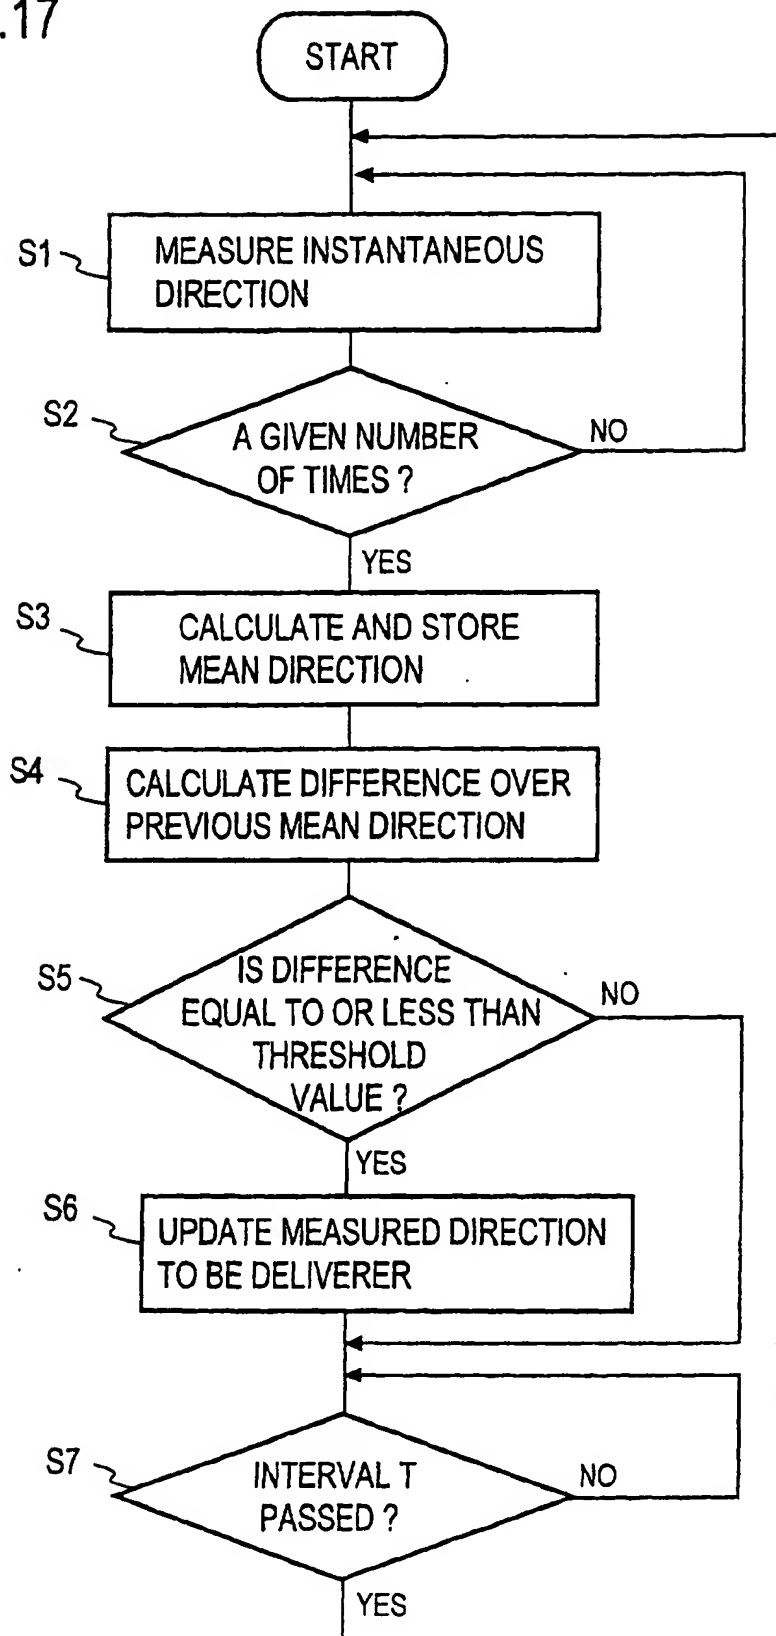 .17
START
S1
MEASURE INSTANTANEOUS
DIRECTION
S2
A GIVEN NUMBER
OF TIMES ?
NO
YES
S3
CALCULATE AND STORE
MEAN DIRECTION
S4
CALCULATE DIFFERENCE OVER
PREVIOUS MEAN DIRECTION
S5
IS DIFFERENCE
EQUAL TO OR LESS THAN
THRESHOLD
VALUE ?
NO
YES
S6
UPDATE MEASURED DIRECTION
TO BE DELIVERER
S7
INTERVAL T
PASSED ?
NO
YES